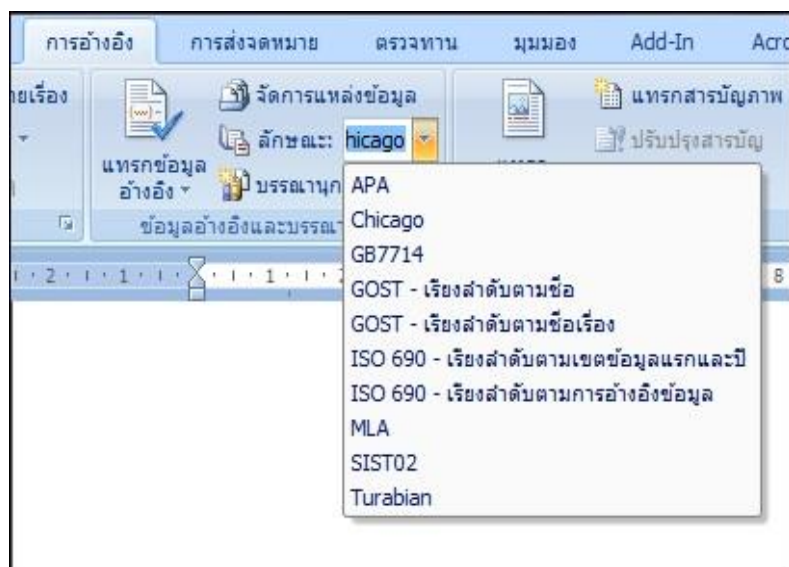 การอ้างอิง การส่งจดหมาย ตรวจทาน มุมมอง Add-In Acro
ายเรื่อง
จัดการแหล่งข้อมูล
แทรกสารบัญภาพ
ลักษณะ: hicago
ปรับปรุงสารบัญ
แทรกข้อมูล
อ้างอิง
บรรณานุก
ข้อมูลอ้างอิงและบรรณา
2 1 1 8
APA
Chicago
GB7714
GOST - เรียงลำดับตามชื่อ
GOST - เรียงลำดับตามชื่อเรื่อง
ISO 690 - เรียงลำดับตามเขตข้อมูลแรกและปี
ISO 690 - เรียงลำดับตามการอ้างอิงข้อมูล
MLA
SIST02
Turabian